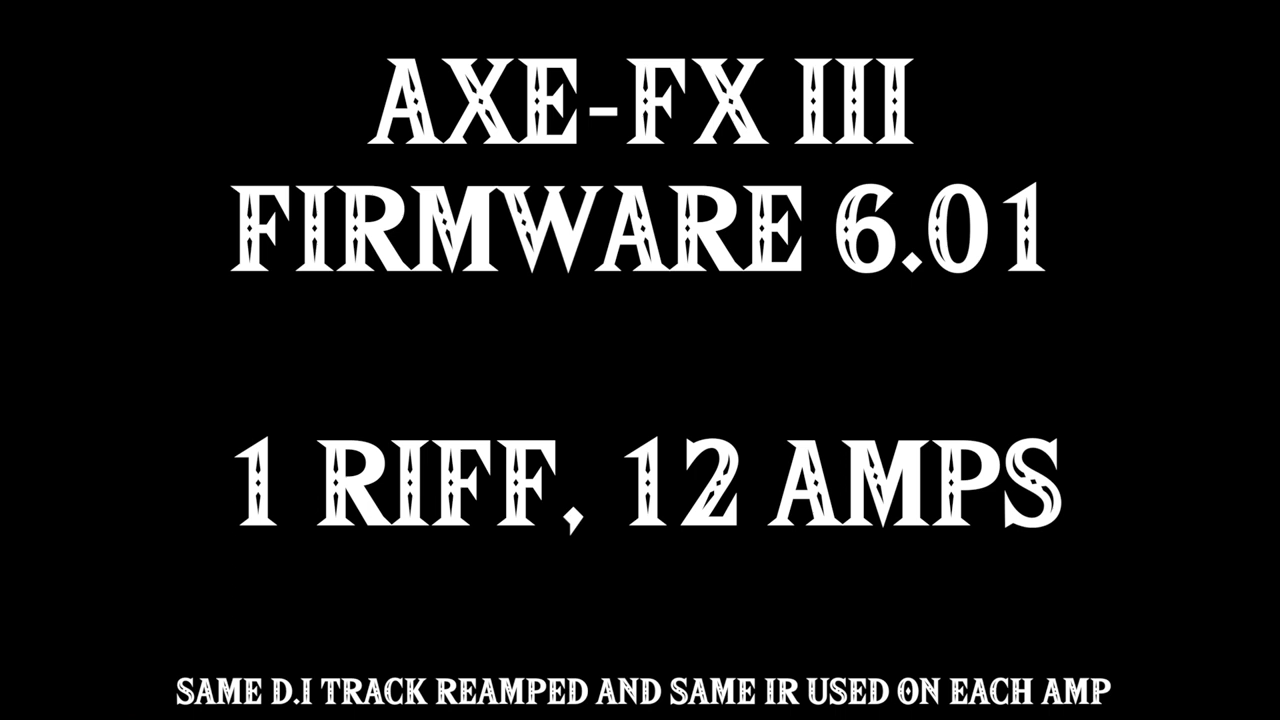 AXE-FX III
FIRMWARE 6.01
1 RIFF, 12 AMPS
SAME D.I TRACK REAMPED AND SAME IR USED ON EACH AMP